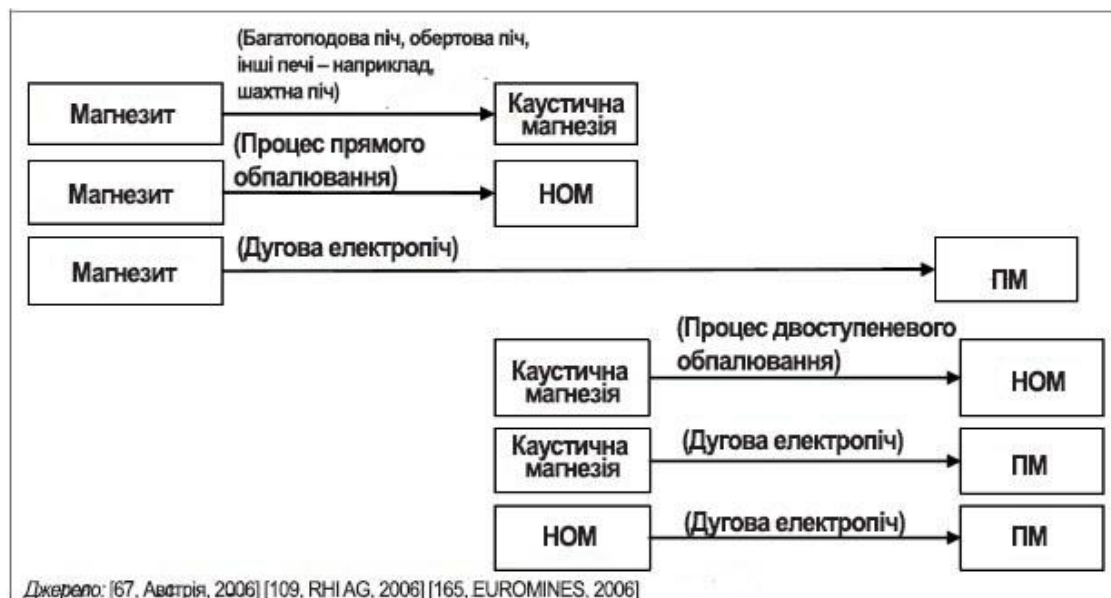 (Багатоподова піч, обертова піч,
інші печі – наприклад,
шахтна піч)
Магнезит
Каустична
магнезія
(Процес прямого
обпалювання)
Магнезит
НОМ
(Дугова електропіч)
Магнезит
ПМ
(Процес двоступеневого
обпалювання)
Каустична
магнезія
НОМ
Каустична
магнезія
(Дугова електропіч)
ПМ
НОМ
(Дугова електропіч)
ПМ
Джерело: [67, Австрія, 2006] [109, RHI AG, 2006] [165, EUROMINES, 2006]